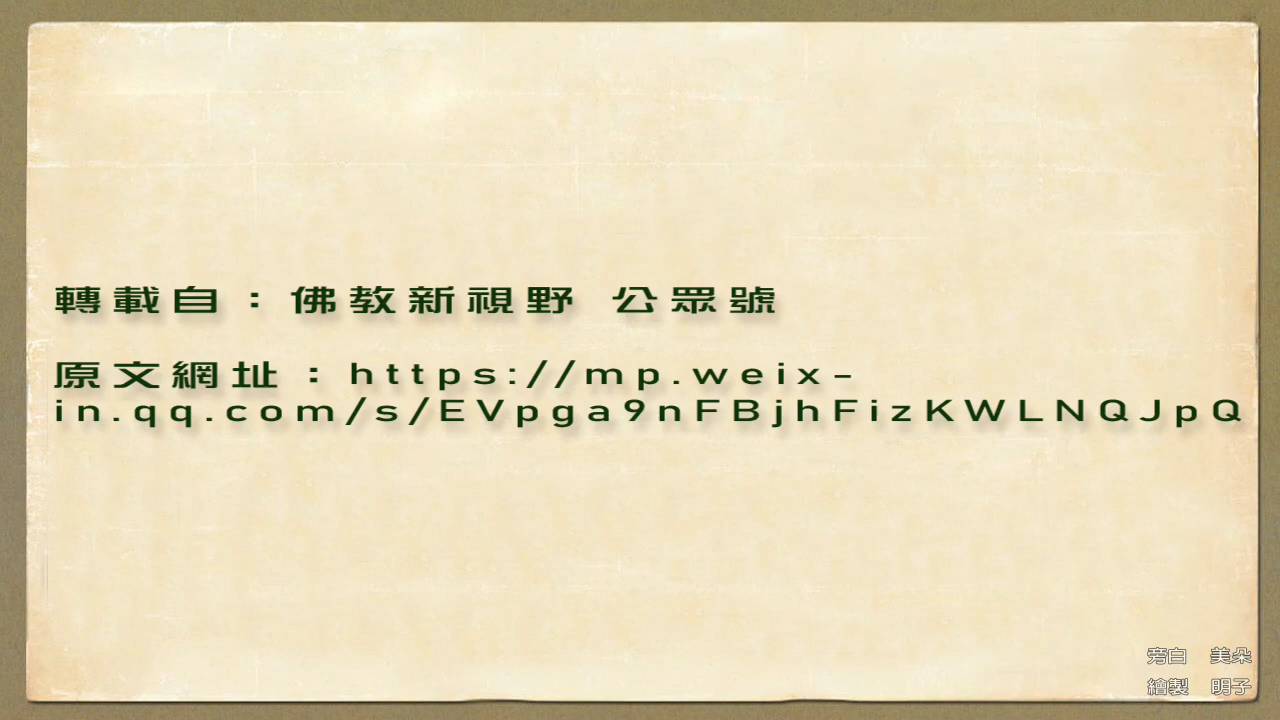 轉載自：佛教新視野 公眾號
原文網址：https://mp.weix-
in.qq.com/s/EVpga9nFBjhFizKWLNQJpQ
旁白 美朵
繪製 明子